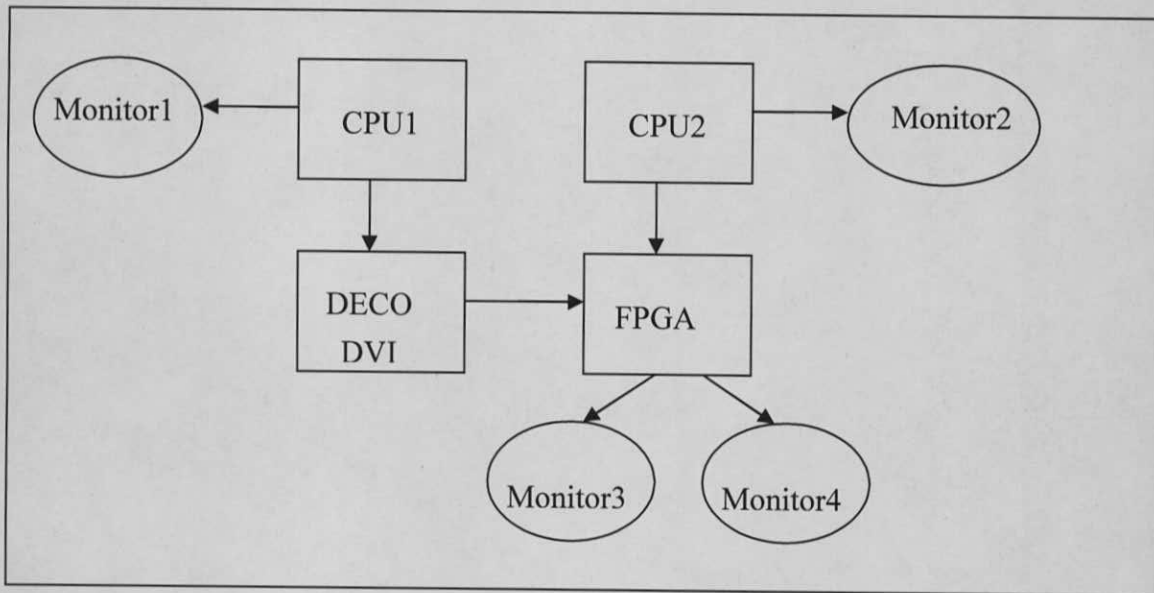 Monitor1
CPU1
CPU2
Monitor2
DECO
DVI
FPGA
Monitor3
Monitor4